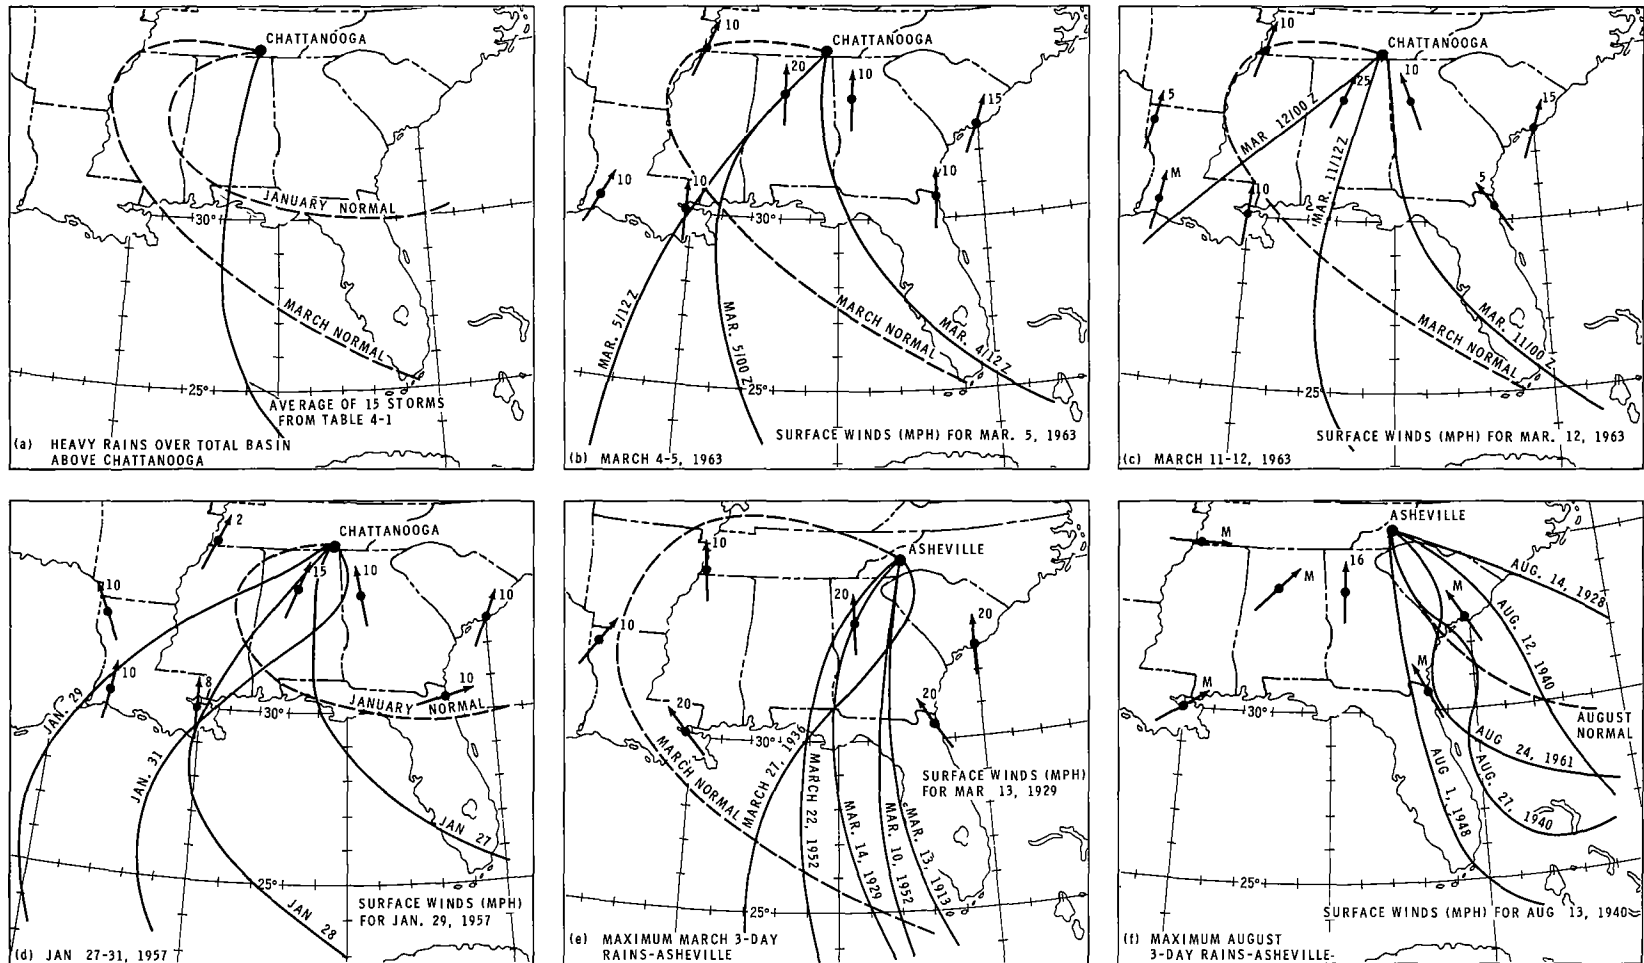 CHATTANOOGA
JANUARY NORMAL
30°
MARCH NORMAL
25°
AVERAGE OF 15 STORMS
FROM TABLE 4-1
(a) HEAVY RAINS OVER TOTAL BASIN
ABOVE CHATTANOOGA
10
CHATTANOOGA
20
10
15
10
10
10
30°
MAR. 5/12 Z
MAR. 5/00 Z
MARCH NORMAL
MAR. 4/12 Z
25°
SURFACE WINDS (MPH) FOR MAR. 5, 1963
(b) MARCH 4-5, 1963
10
CHATTANOOGA
25
10
5
15
MAR 12/00 Z
MAR. 11/12 Z
M
10
5
30°
MARCH NORMAL
MAR. 11/00 Z
25°
SURFACE WINDS (MPH) FOR MAR. 12, 1963
(c) MARCH 11-12, 1963
2
CHATTANOOGA
15
10
10
10
10
8
10
JAN. 29
JANUARY NORMAL
30°
JAN. 31
JAN 27
25°
JAN 28
SURFACE WINDS (MPH)
FOR JAN. 29, 1957
(d) JAN 27-31, 1957
10
ASHEVILLE
20
10
20
20
20
30°
MARCH NORMAL
MARCH 27, 1936
MARCH 22, 1952
MAR. 14, 1929
MAR. 10, 1952
MAR. 13, 1913
SURFACE WINDS (MPH)
FOR MAR. 13, 1929
25°
(e) MAXIMUM MARCH 3-DAY
RAINS-ASHEVILLE
ASHEVILLE
M
M
16
M
M
M
AUG. 14, 1928
AUG. 12, 1940
30°
AUGUST
NORMAL
AUG 24, 1961
AUG. 27, 1940
AUG 1, 1948
25°
SURFACE WINDS (MPH) FOR AUG 13, 1940
(f) MAXIMUM AUGUST
3-DAY RAINS-ASHEVILLE